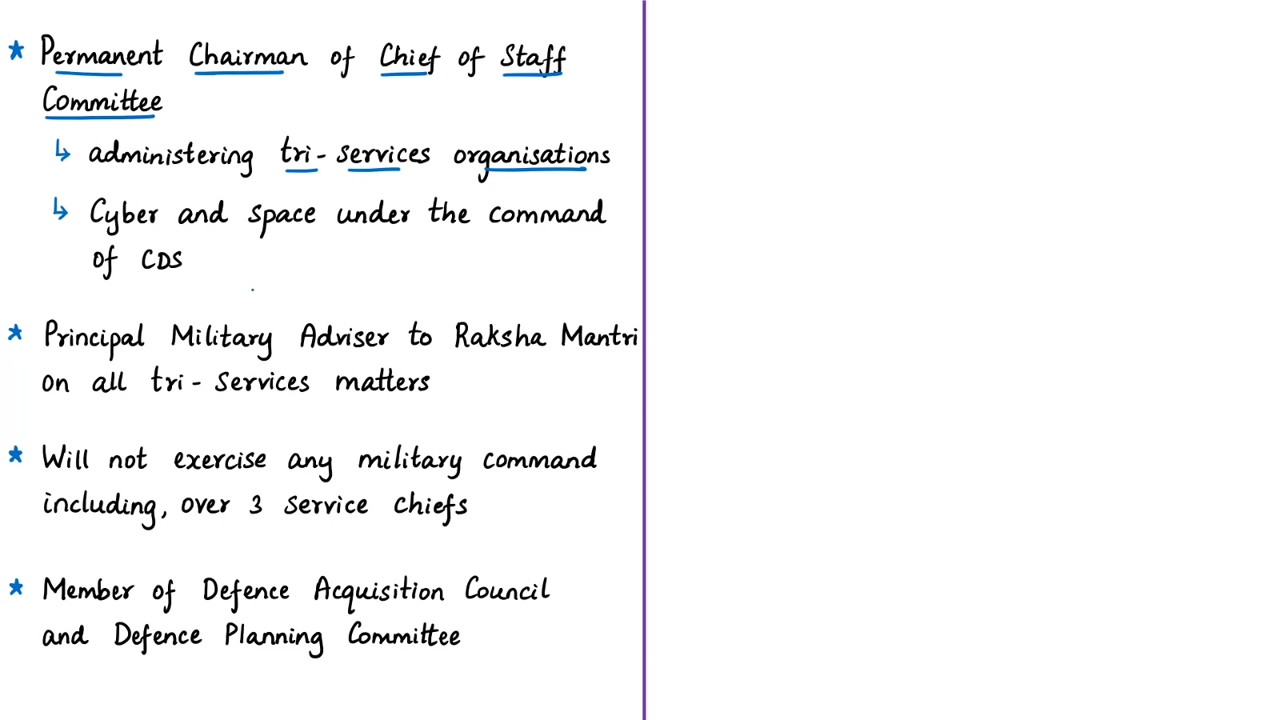 * Permanent Chairman of Chief of Staff
Committee
↳ administering tri-services organisations
↳ Cyber and space under the command
of CDS
* Principal Military Adviser to Raksha Mantri
on all tri-services matters
* Will not exercise any military command
including, over 3 service chiefs
* Member of Defence Acquisition Council
and Defence Planning Committee